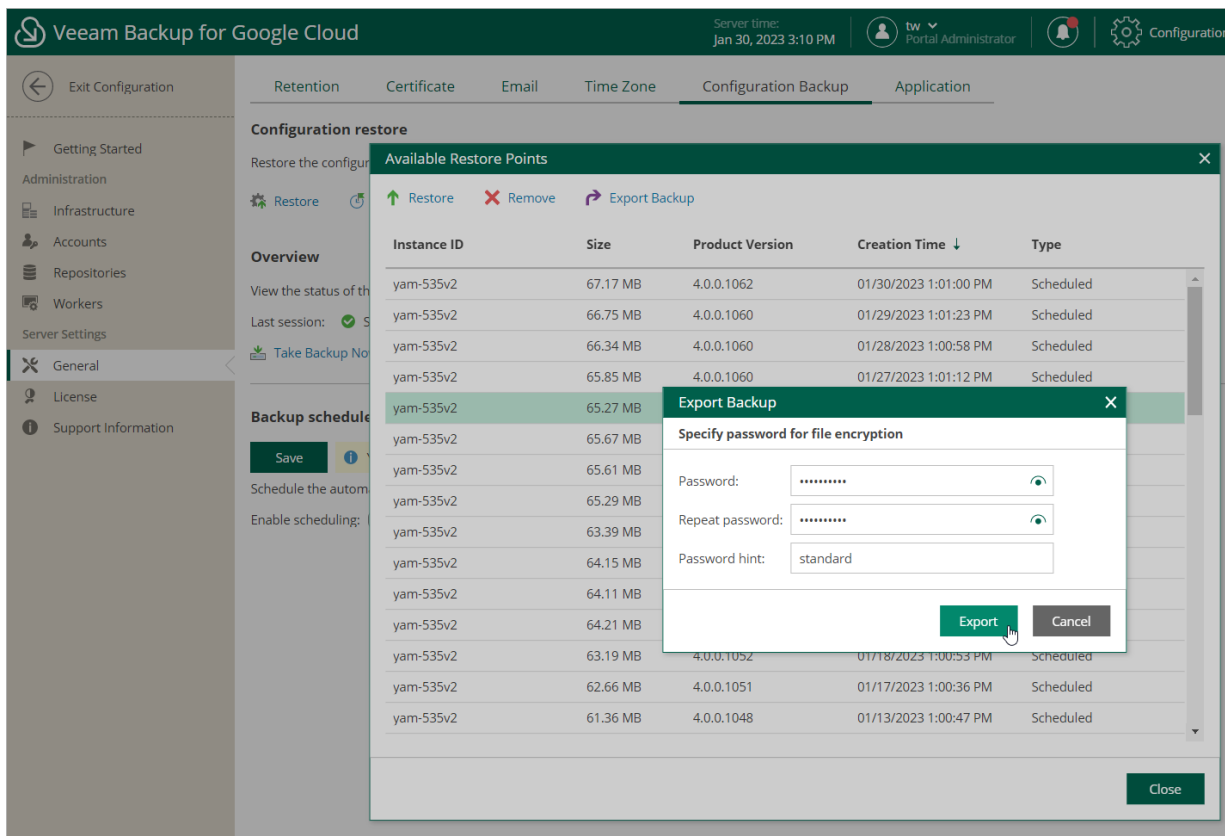 Veeam Backup for Google Cloud
Server time:
Jan 30, 2023 3:10 PM
tw
Portal Administrator
Configuration
Exit Configuration
Getting Started
Administration
Infrastructure
Accounts
Repositories
Workers
Server Settings
General
License
Support Information
Retention Certificate Email Time Zone Configuration Backup Application
Configuration restore
Restore the configur
Restore
Overview
View the status of th
Last session: S
Take Backup No
Backup schedule
Save
Schedule the autom
Enable scheduling:
Available Restore Points
Restore Remove Export Backup
Instance ID Size Product Version Creation Time Type
yam-535v2 67.17 MB 4.0.0.1062 01/30/2023 1:01:00 PM Scheduled
yam-535v2 66.75 MB 4.0.0.1060 01/29/2023 1:01:23 PM Scheduled
yam-535v2 66.34 MB 4.0.0.1060 01/28/2023 1:00:58 PM Scheduled
yam-535v2 65.85 MB 4.0.0.1060 01/27/2023 1:01:12 PM Scheduled
yam-535v2 65.27 MB
yam-535v2 65.67 MB
yam-535v2 65.61 MB
yam-535v2 65.29 MB
yam-535v2 63.39 MB
yam-535v2 64.15 MB
yam-535v2 64.11 MB
yam-535v2 64.21 MB
yam-535v2 63.19 MB 4.0.0.1052 01/18/2023 1:00:53 PM Scheduled
yam-535v2 62.66 MB 4.0.0.1051 01/17/2023 1:00:36 PM Scheduled
yam-535v2 61.36 MB 4.0.0.1048 01/13/2023 1:00:47 PM Scheduled
Export Backup
Specify password for file encryption
Password: ••••••••••
Repeat password: ••••••••••
Password hint: standard
Export Cancel
Close